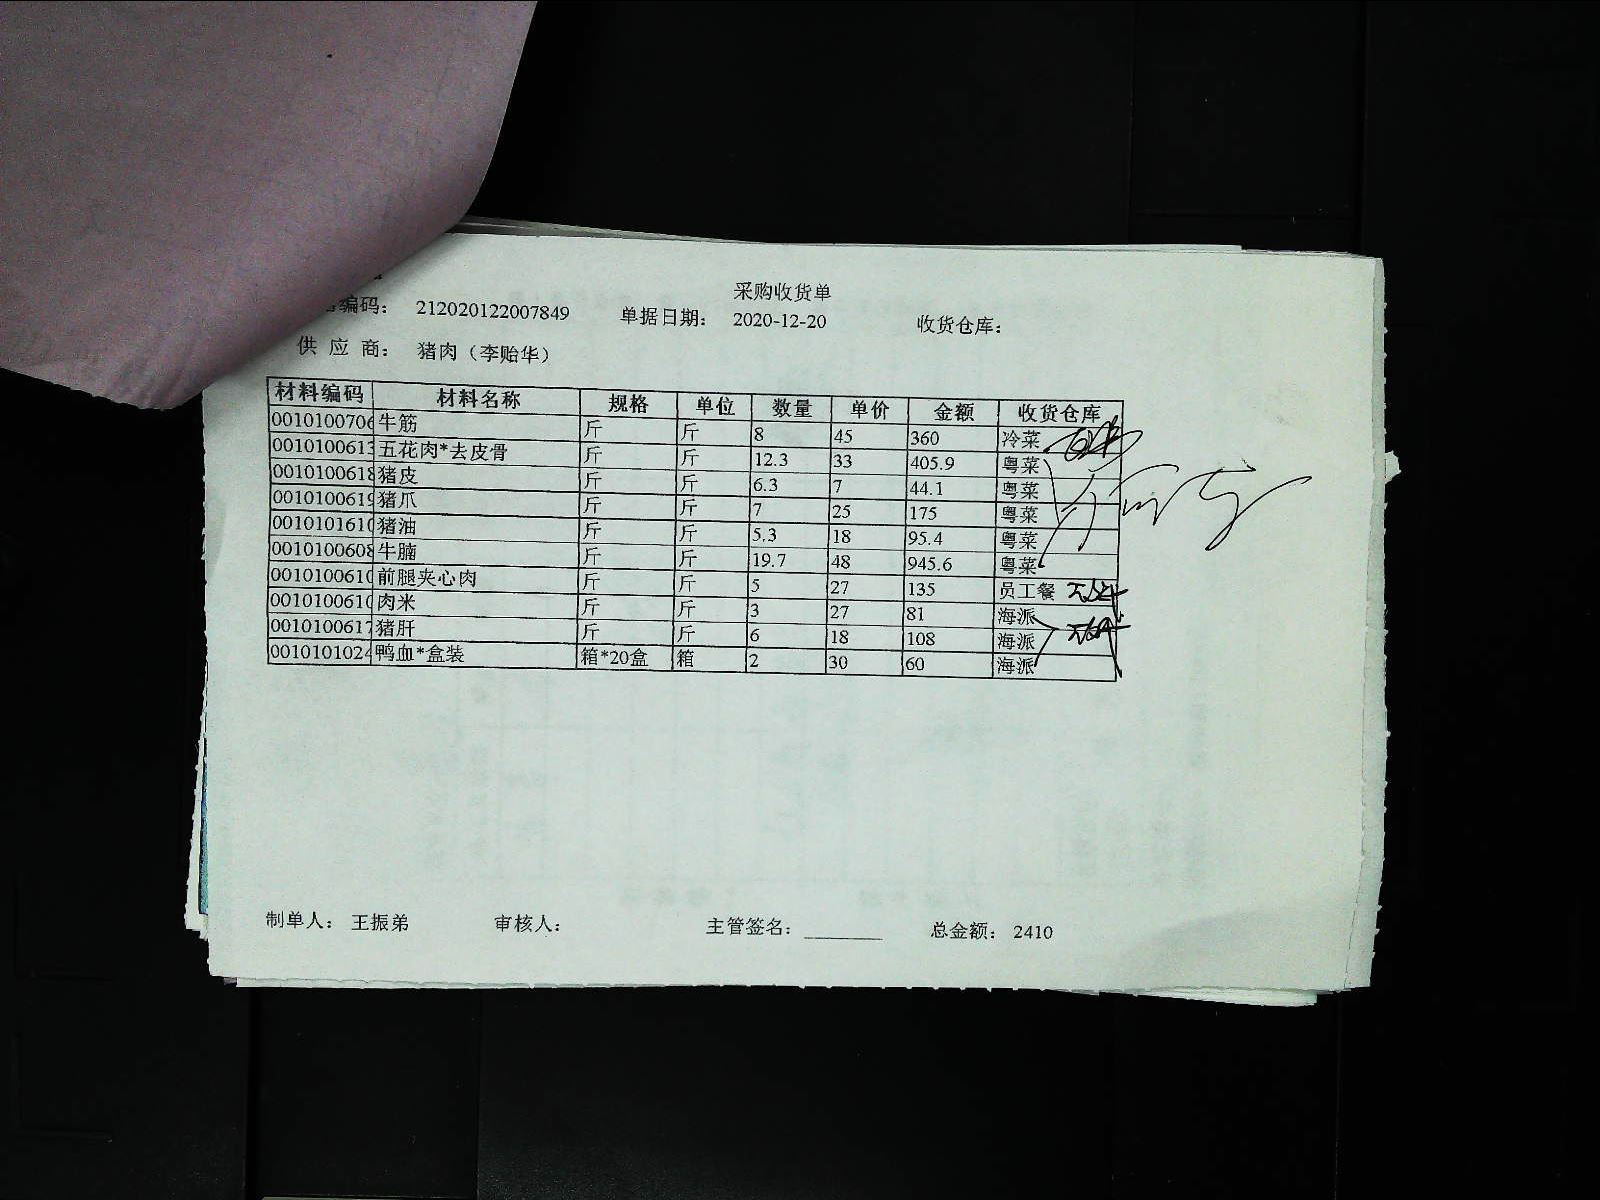 采购收货单
编码： 212020122007849 单据日期： 2020-12-20 收货仓库：
供 应 商： 猪肉（李贻华）
材料编码 材料名称 规格 单位 数量 单价 金额 收货仓库
0010100706 牛筋 斤 斤 8 45 360 冷菜
0010100613 五花肉*去皮骨 斤 斤 12.3 33 405.9 粤菜
0010100618 猪皮 斤 斤 6.3 7 44.1 粤菜
0010100619 猪爪 斤 斤 7 25 175 粤菜
0010101610 猪油 斤 斤 5.3 18 95.4 粤菜
0010100608 牛腩 斤 斤 19.7 48 945.6 粤菜
0010100610 前腿夹心肉 斤 斤 5 27 135 员工餐
0010100610 肉米 斤 斤 3 27 81 海派
0010100617 猪肝 斤 斤 6 18 108 海派
0010101024 鸭血*盒装 箱*20盒 箱 2 30 60 海派
制单人： 王振弟 审核人： 主管签名： 总金额： 2410